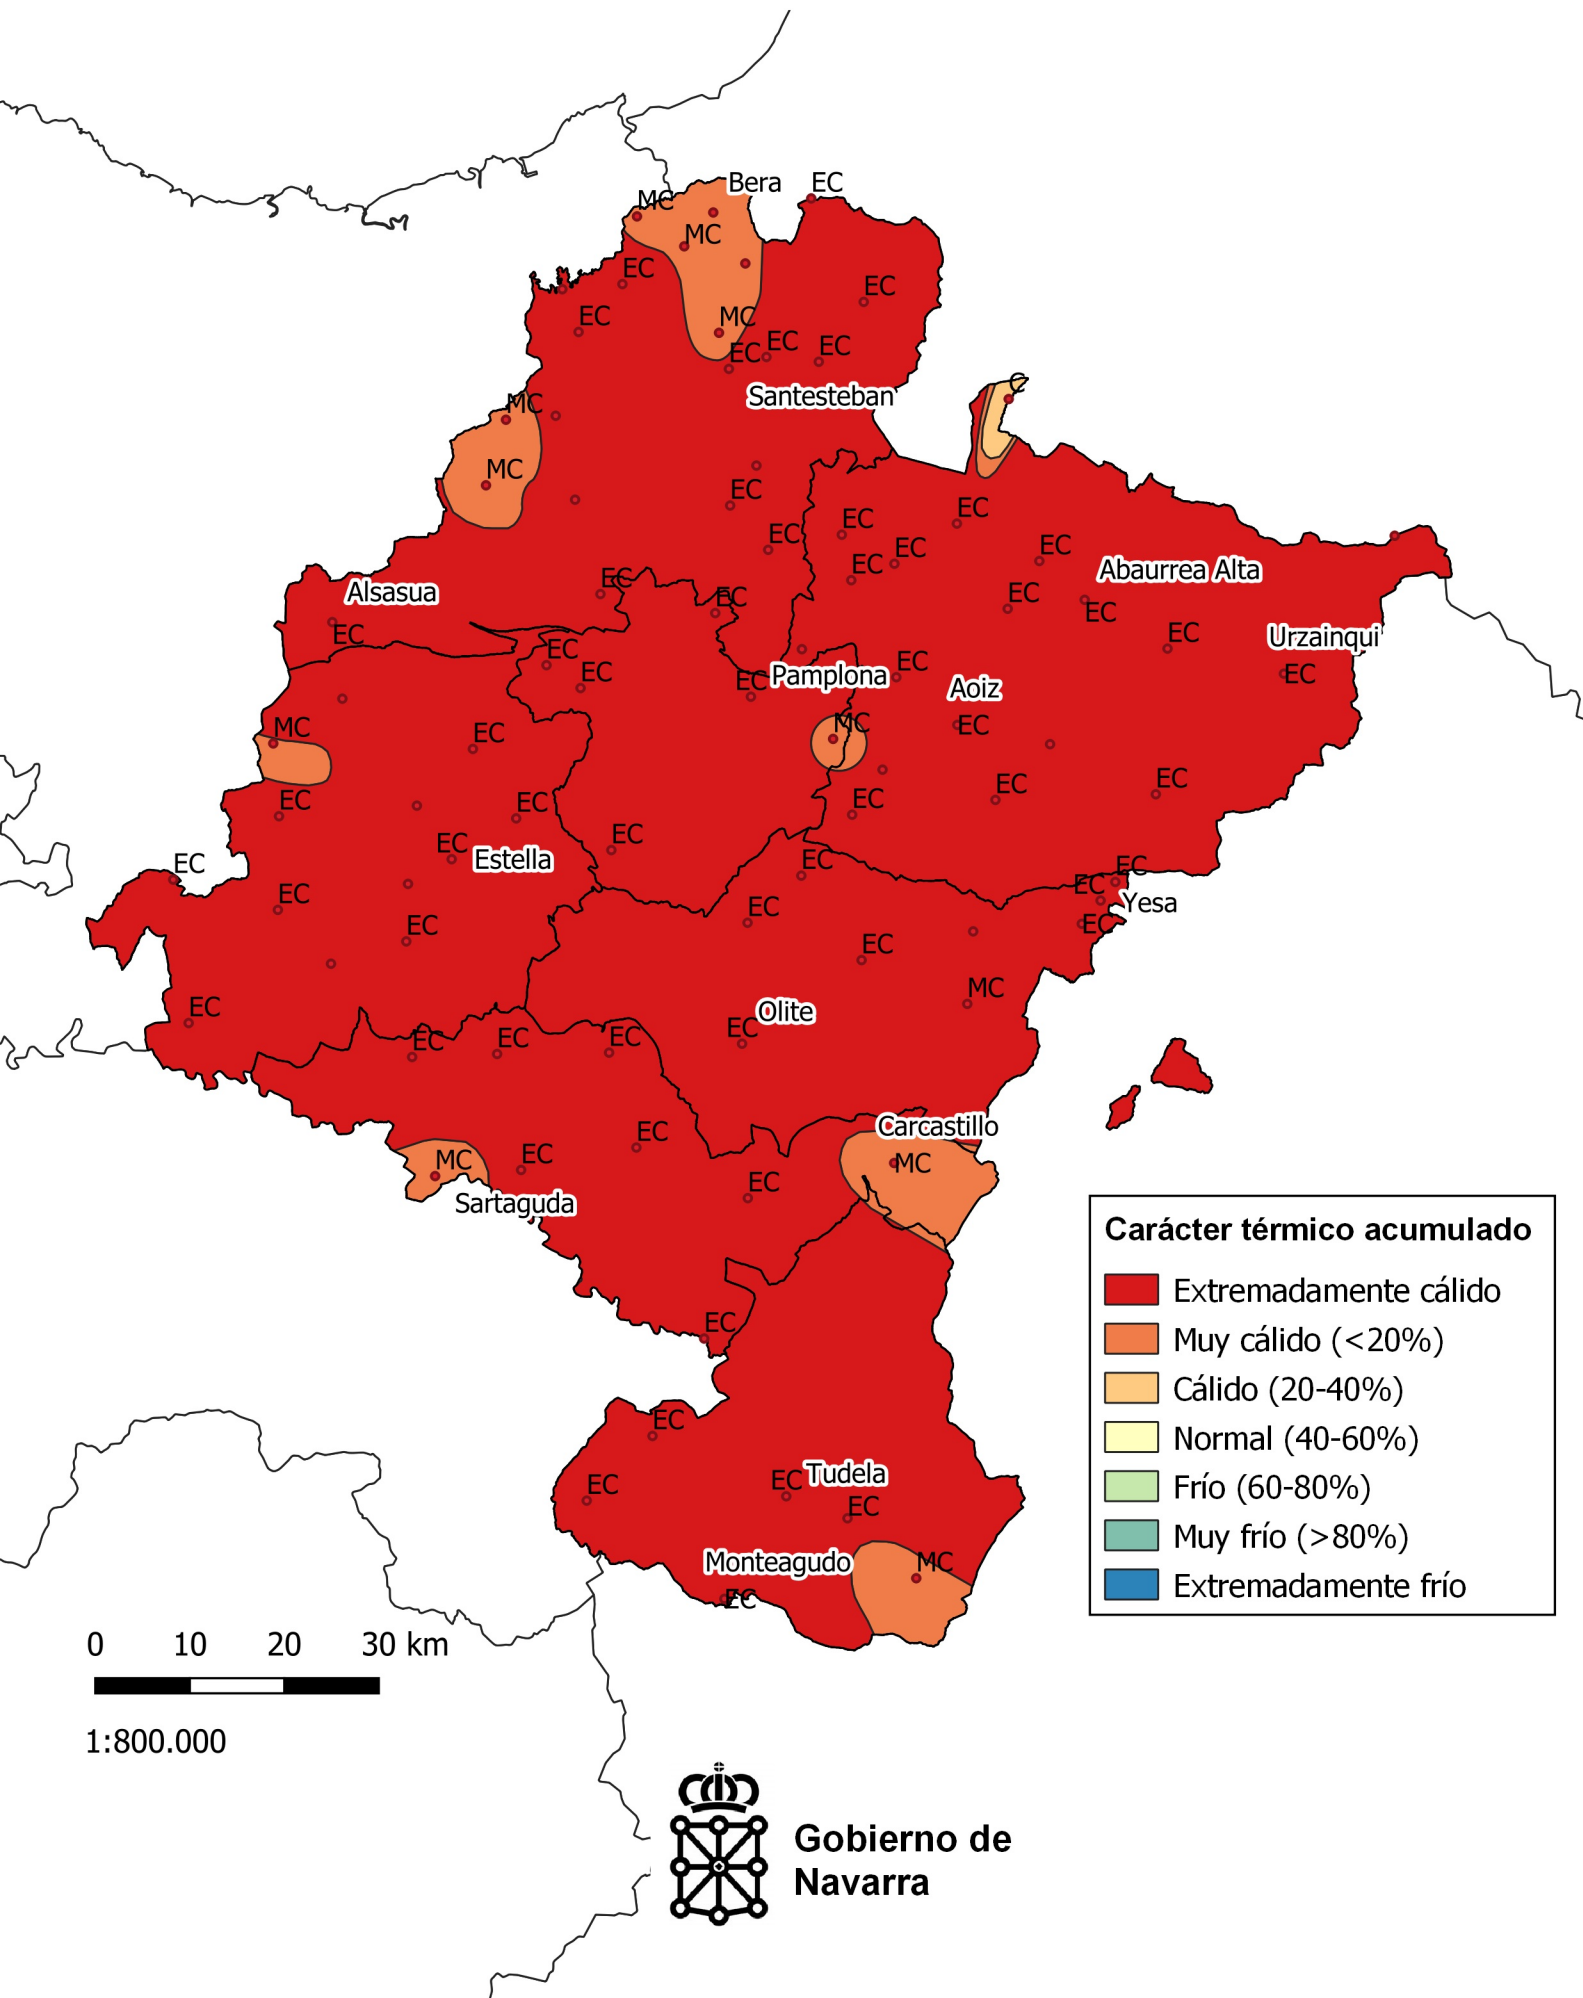 Bera
EC
MC
MC
EC
EC
EC
MC
EC
EC
EC
C
Santesteban
MC
MC
EC
EC
EC
EC
EC
EC
EC
Abaurrea Alta
EC
EC
Alsasua
EC
EC
EC
EC
Urzainqui
EC
EC
EC
EC
EC
Pamplona
Aoiz
EC
MC
MC
EC
EC
EC
EC
EC
EC
EC
EC
EC
Estella
EC
EC
EC
EC
EC
Yesa
EC
EC
EC
EC
EC
MC
EC
Olite
EC
EC
EC
EC
Carcastillo
EC
MC
EC
MC
EC
Sartaguda
EC
EC
EC
EC
Tudela
EC
Monteagudo
MC
EC
Carácter térmico acumulado
Extremadamente cálido
Muy cálido (<20%)
Cálido (20-40%)
Normal (40-60%)
Frío (60-80%)
Muy frío (>80%)
Extremadamente frío
0 10 20 30 km
1:800.000
Gobierno de
Navarra